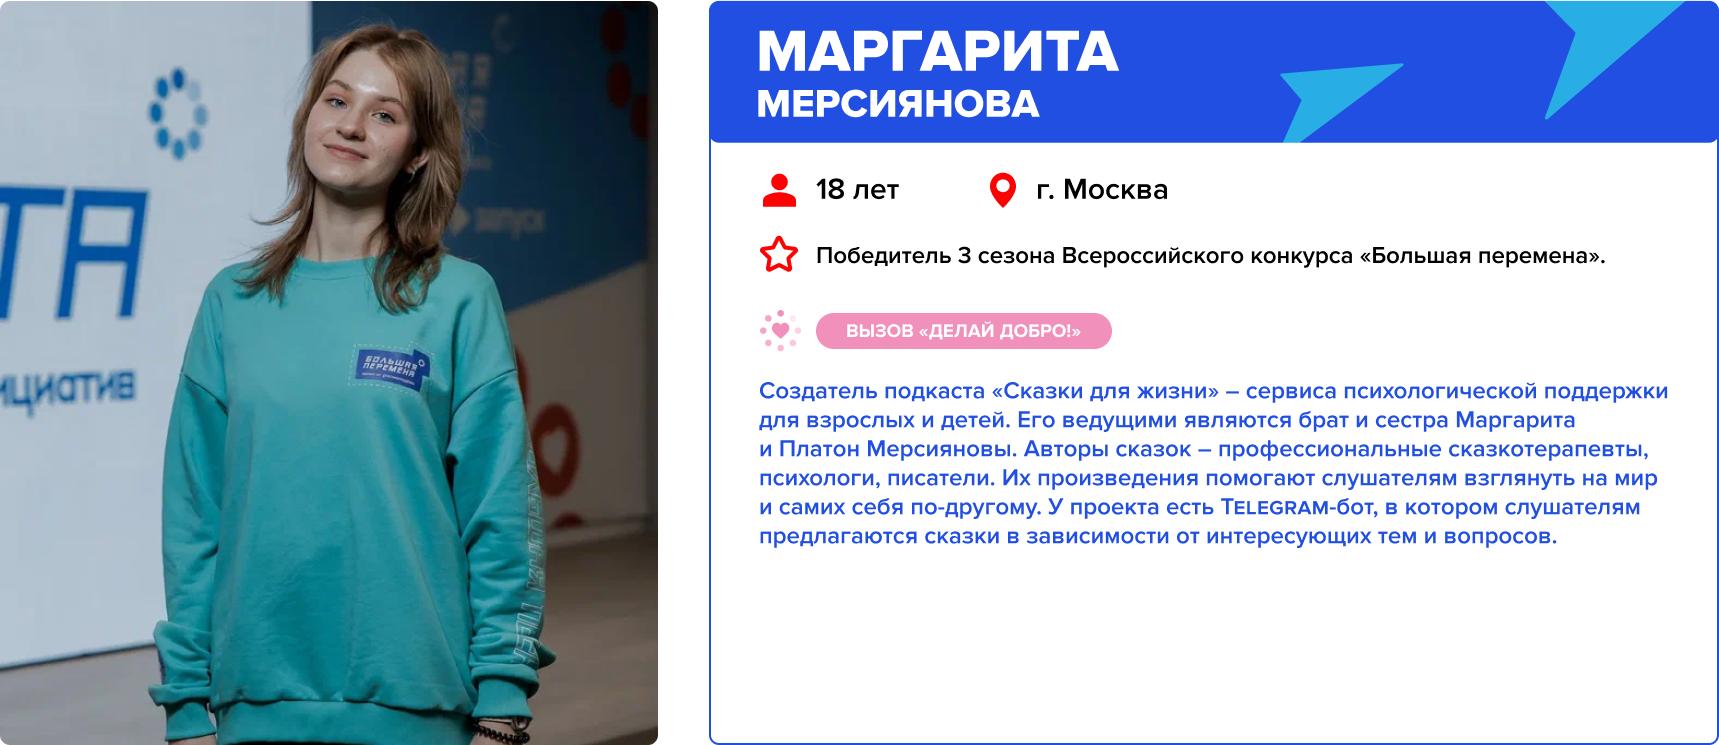 ТА
ициатив
запуск
БОЛЬШАЯ
ПЕРЕМЕНА
МАРГАРИТА
МЕРСИЯНОВА
18 лет
г. Москва
Победитель 3 сезона Всероссийского конкурса «Большая перемена».
ВЫЗОВ «ДЕЛАЙ ДОБРО!»
Создатель подкаста «Сказки для жизни» – сервиса психологической поддержки
для взрослых и детей. Его ведущими являются брат и сестра Маргарита
и Платон Мерсияновы. Авторы сказок – профессиональные сказкотерапевты,
психологи, писатели. Их произведения помогают слушателям взглянуть на мир
и самих себя по-другому. У проекта есть TELEGRAM-бот, в котором слушателям
предлагаются сказки в зависимости от интересующих тем и вопросов.